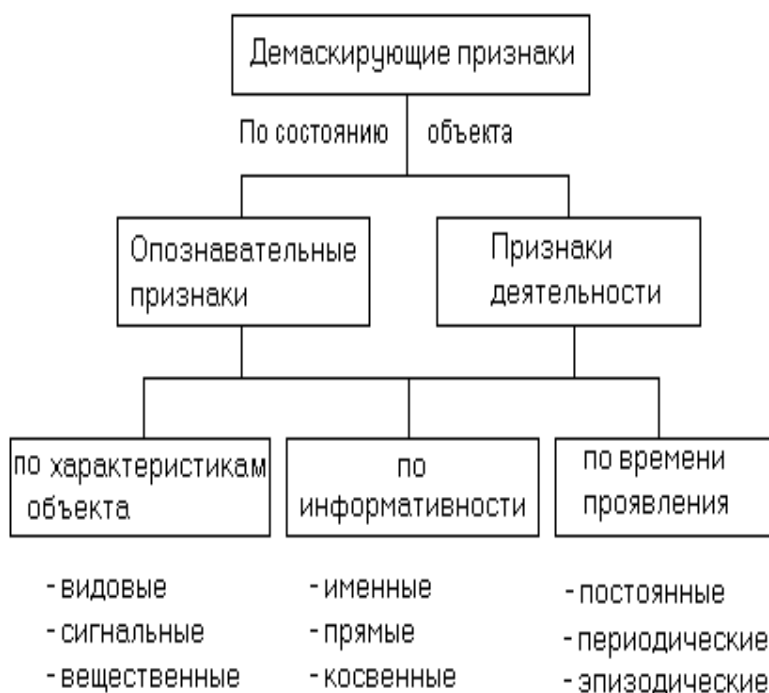 Демаскирующие признаки
По состоянию объекта
Опознавательные
признаки
Признаки
деятельности
по характеристикам
объекта
по
информативности
по времени
проявления
- видовые
- сигнальные
- вещественные
- именные
- прямые
- косвенные
- постоянные
- периодические
- эпизодические